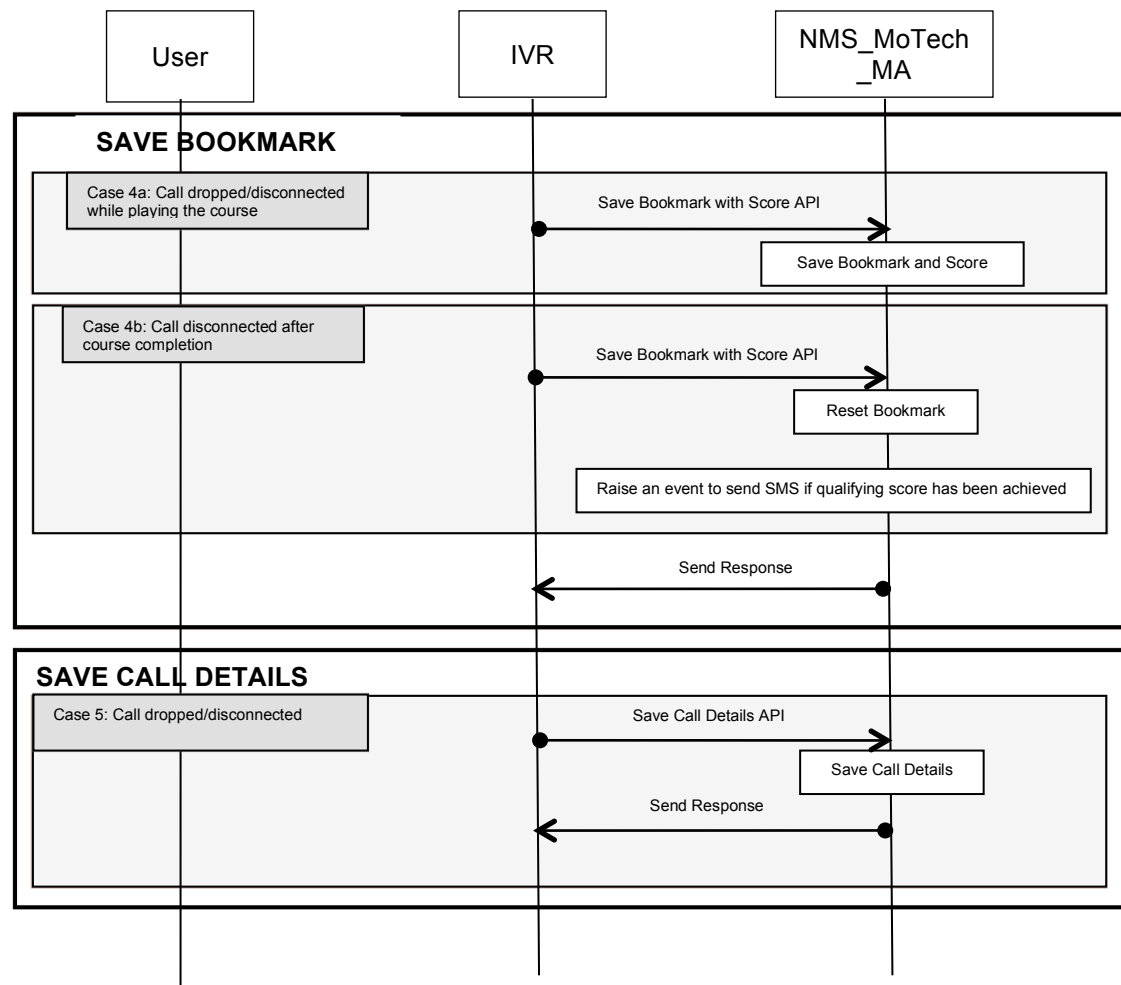 User
IVR
NMS_MoTech
_MA
SAVE BOOKMARK
Case 4a: Call dropped/disconnected
while playing the course
Save Bookmark with Score API
Save Bookmark and Score
Case 4b: Call disconnected after
course completion
Save Bookmark with Score API
Reset Bookmark
Raise an event to send SMS if qualifying score has been achieved
Send Response
SAVE CALL DETAILS
Case 5: Call dropped/disconnected
Save Call Details API
Save Call Details
Send Response